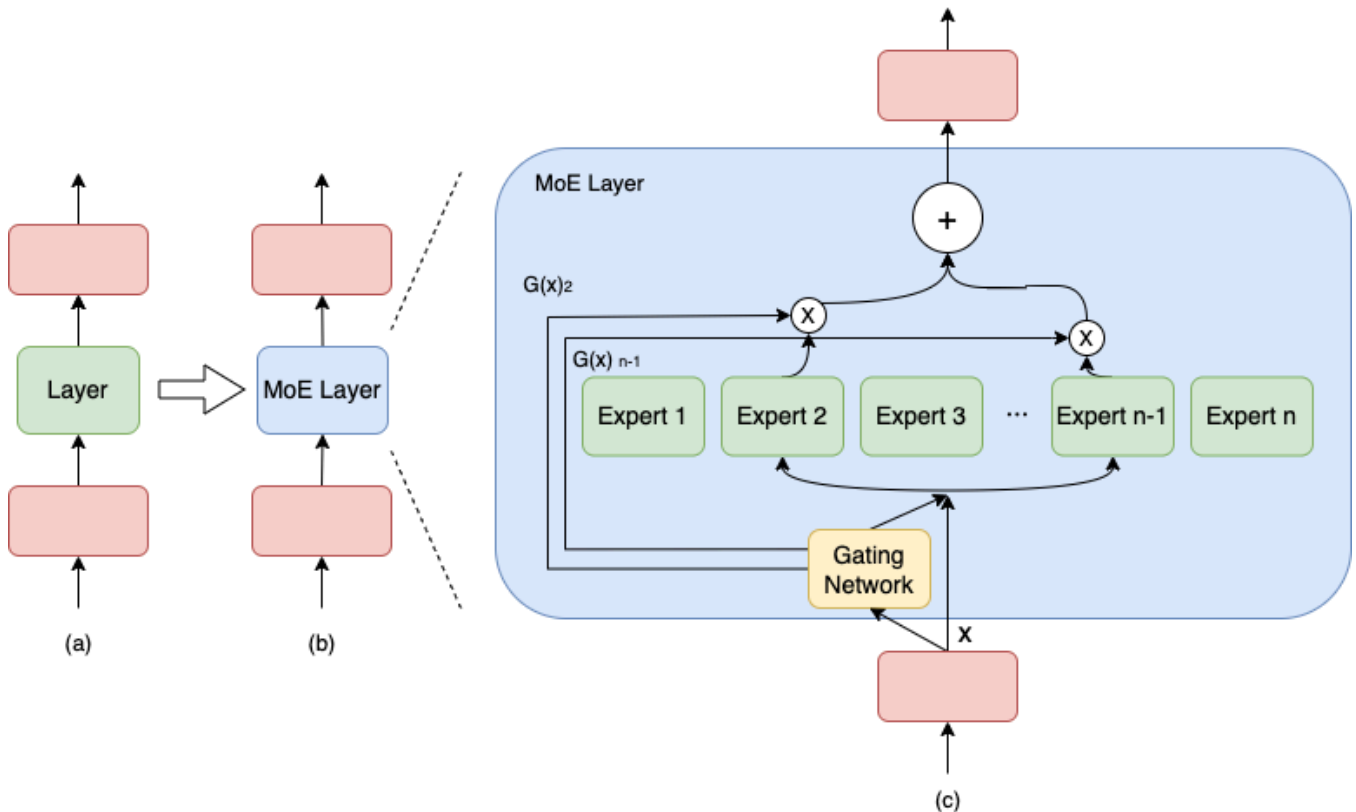 Layer
MoE Layer
(a)
(b)
MoE Layer
+
G(x)2
X
X
G(x) n-1
Expert 1
Expert 2
Expert 3
...
Expert n-1
Expert n
Gating
Network
X
(c)